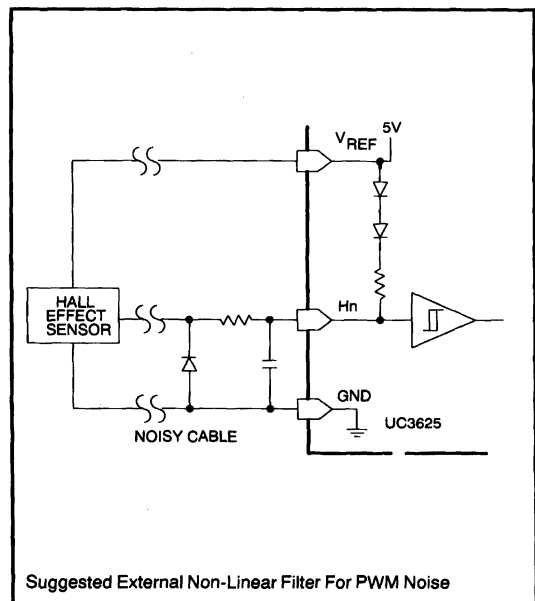 5V
VREF
HALL
EFFECT
SENSOR
Hn
GND
UC3625
NOISY CABLE
Suggested External Non-Linear Filter For PWM Noise